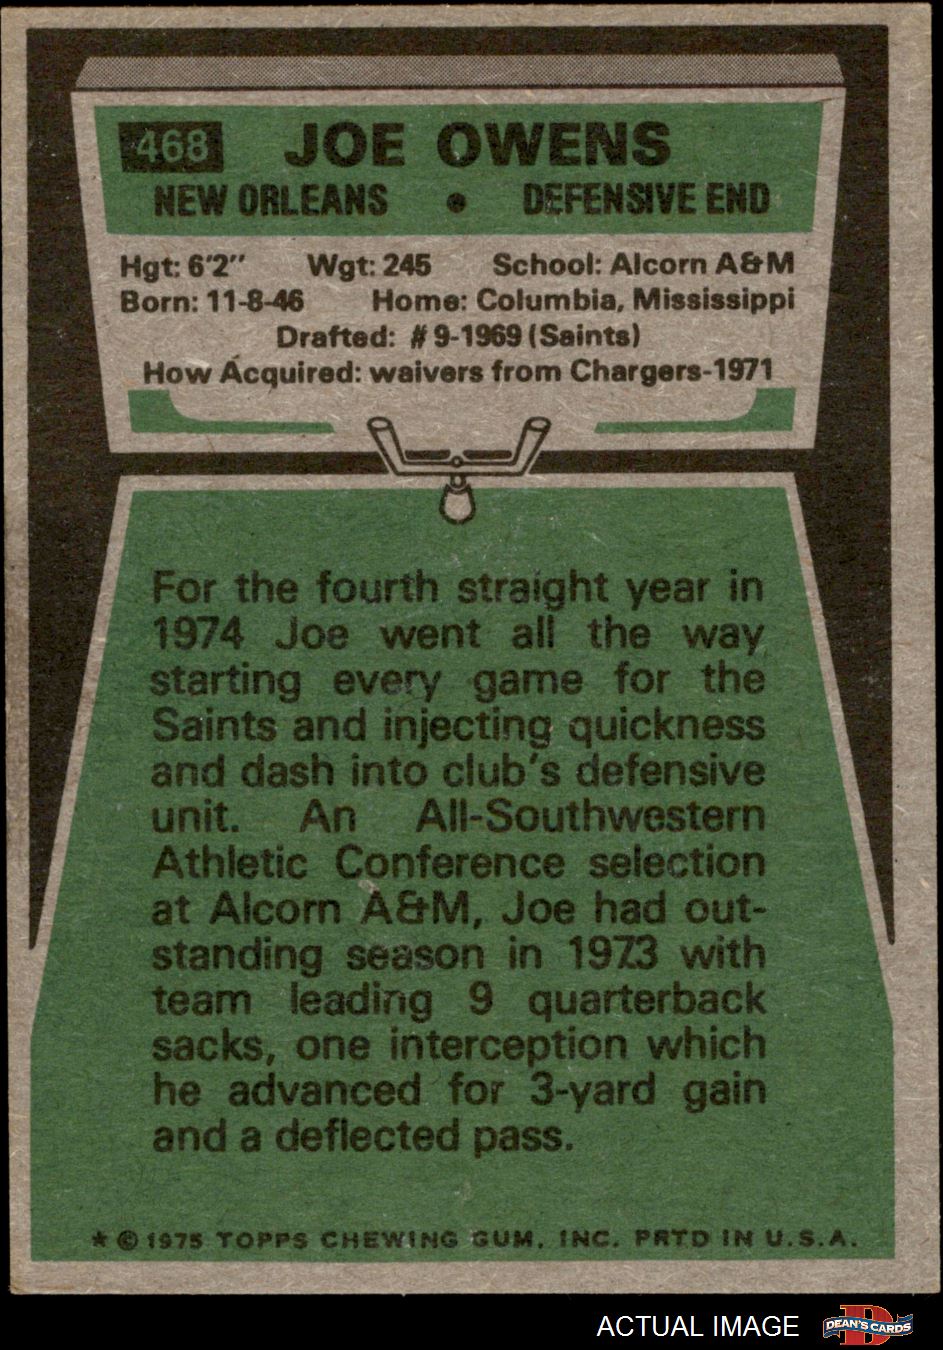 468 JOE OWENS
NEW ORLEANS • DEFENSIVE END
Hgt: 6'2" Wgt: 245 School: Alcorn A&M
Born: 11-8-46 Home: Columbia, Mississippi
Drafted: #9-1969 (Saints)
How Acquired: waivers from Chargers-1971
For the fourth straight year in
1974 Joe went all the way
starting every game for the
Saints and injecting quickness
and dash into club's defensive
unit. An All-Southwestern
Athletic Conference selection
at Alcorn A&M, Joe had out-
standing season in 1973 with
team leading 9 quarterback
sacks, one interception which
he advanced for 3-yard gain
and a deflected pass.
★ © 1975 TOPPS CHEWING GUM, INC. PRTD IN U.S.A.
ACTUAL IMAGE DEAN'S CARDS